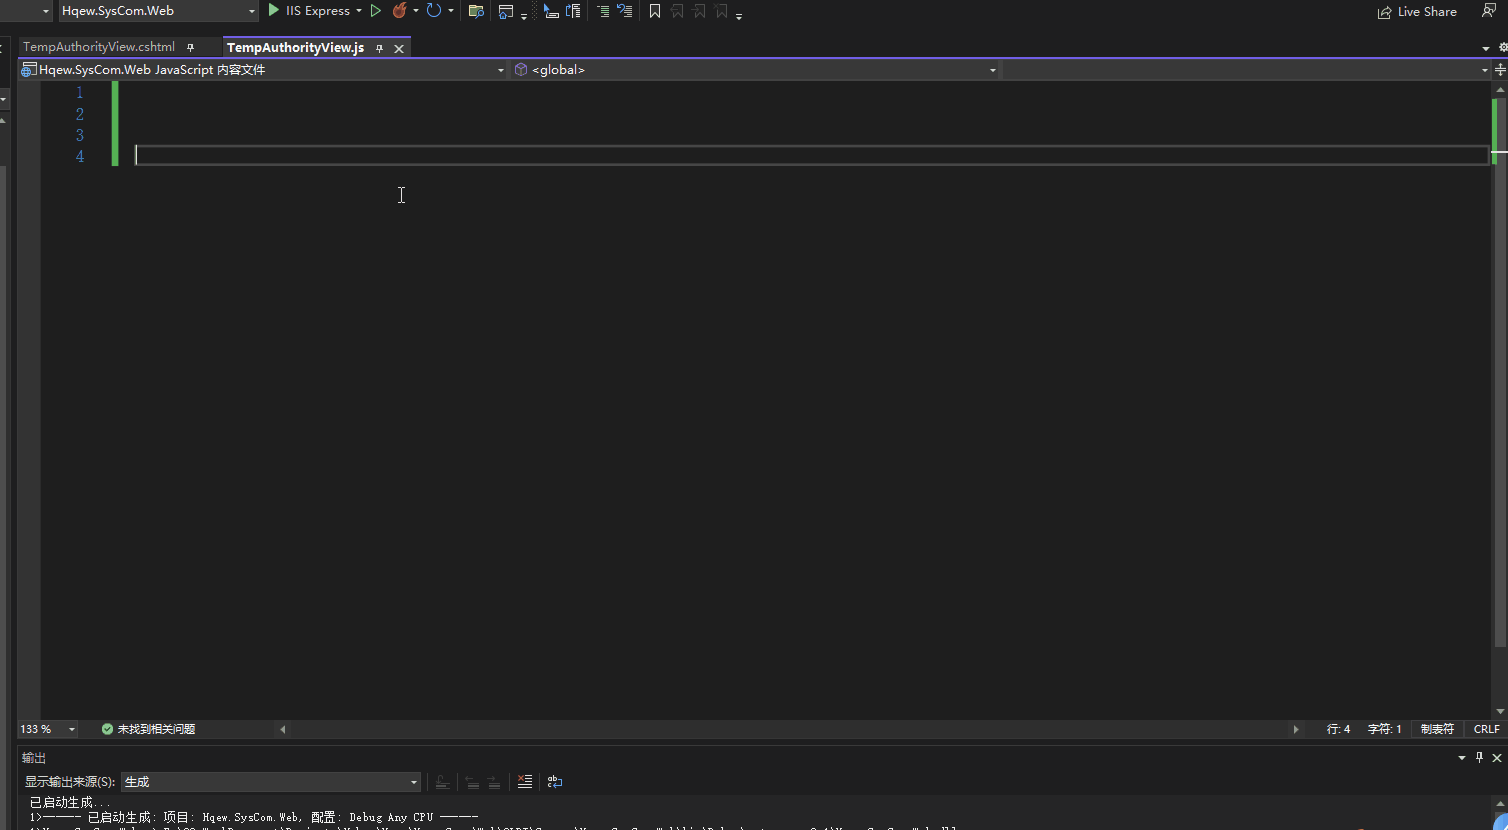 Hqew.SysCom.Web IIS Express Live Share
TempAuthorityView.cshtml TempAuthorityView.js
Hqew.SysCom.Web JavaScript 内容文件 <global>
1
2
3
4
133 % 未找到相关问题 行: 4 字符: 1 制表符 CRLF
输出
显示输出来源(S): 生成
已启动生成...
1>------ 已启动生成: 项目: Hqew.SysCom.Web, 配置: Debug Any CPU ------